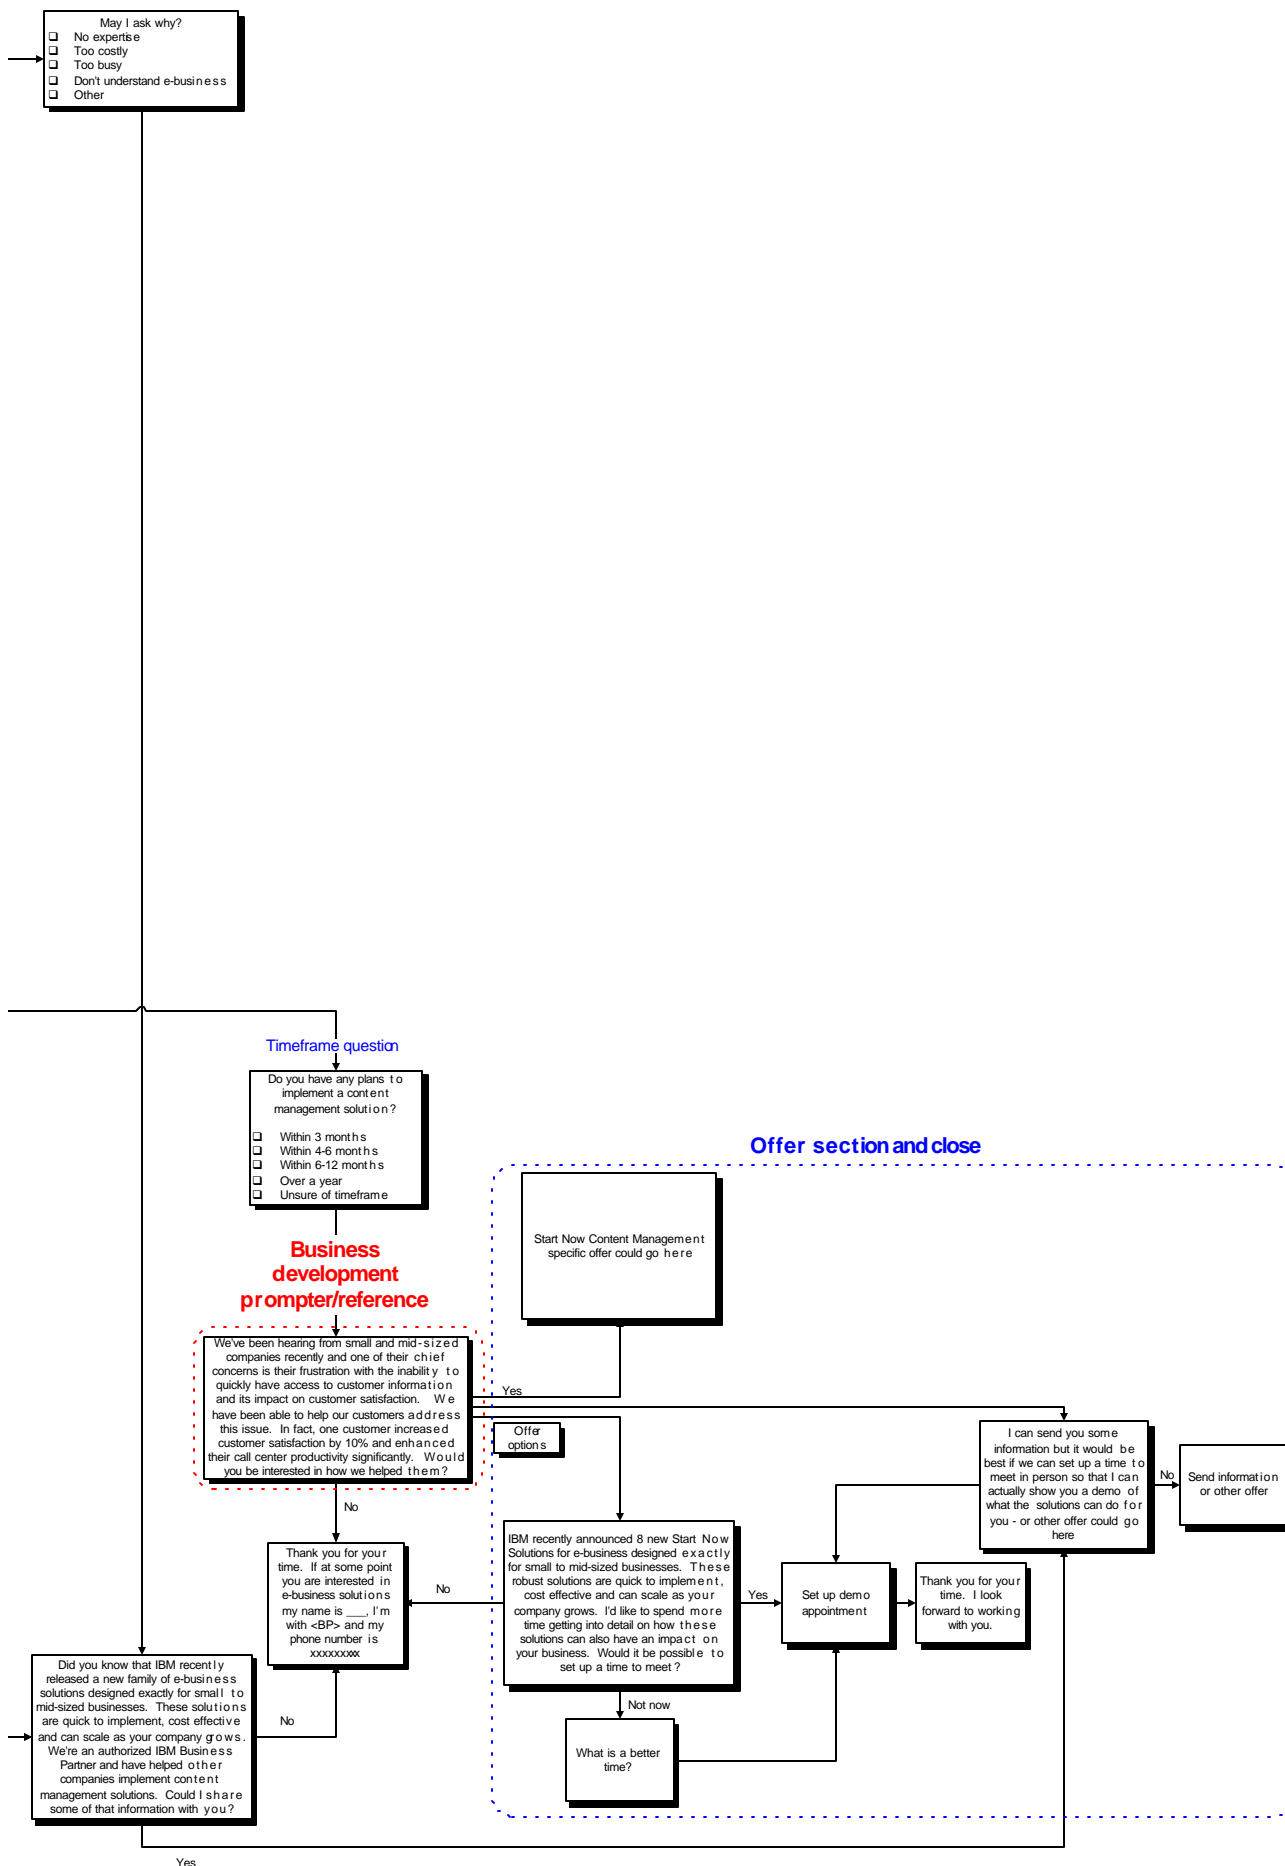 May I ask why?
❑ No expertise
❑ Too costly
❑ Too busy
❑ Don't understand e-business
❑ Other
Timeframe question
Do you have any plans to
implement a content
management solution?
❑ Within 3 months
❑ Within 4-6 months
❑ Within 6-12 months
❑ Over a year
❑ Unsure of timeframe
Offer section and close
Start Now Content Management
specific offer could go here
Business
development
prompter/reference
We've been hearing from small and mid-sized
companies recently and one of their chief
concerns is their frustration with the inability to
quickly have access to customer information
and its impact on customer satisfaction. We
have been able to help our customers address
this issue. In fact, one customer increased
customer satisfaction by 10% and enhanced
their call center productivity significantly. Would
you be interested in how we helped them?
Yes
Offer
options
I can send you some
information but it would be
best if we can set up a time to
meet in person so that I can
actually show you a demo of
what the solutions can do for
you - or other offer could go
here
No
Send information
or other offer
No
Thank you for your
time. If at some point
you are interested in
e-business solutions
my name is ___, I'm
with <BP> and my
phone number is
xxxxxxxxx
No
IBM recently announced 8 new Start Now
Solutions for e-business designed exactly
for small to mid-sized businesses. These
robust solutions are quick to implement,
cost effective and can scale as your
company grows. I'd like to spend more
time getting into detail on how these
solutions can also have an impact on
your business. Would it be possible to
set up a time to meet?
Yes
Set up demo
appointment
Thank you for your
time. I look
forward to working
with you.
Not now
What is a better
time?
Did you know that IBM recently
released a new family of e-business
solutions designed exactly for small to
mid-sized businesses. These solutions
are quick to implement, cost effective
and can scale as your company grows.
We're an authorized IBM Business
Partner and have helped other
companies implement content
management solutions. Could I share
some of that information with you?
No
Yes